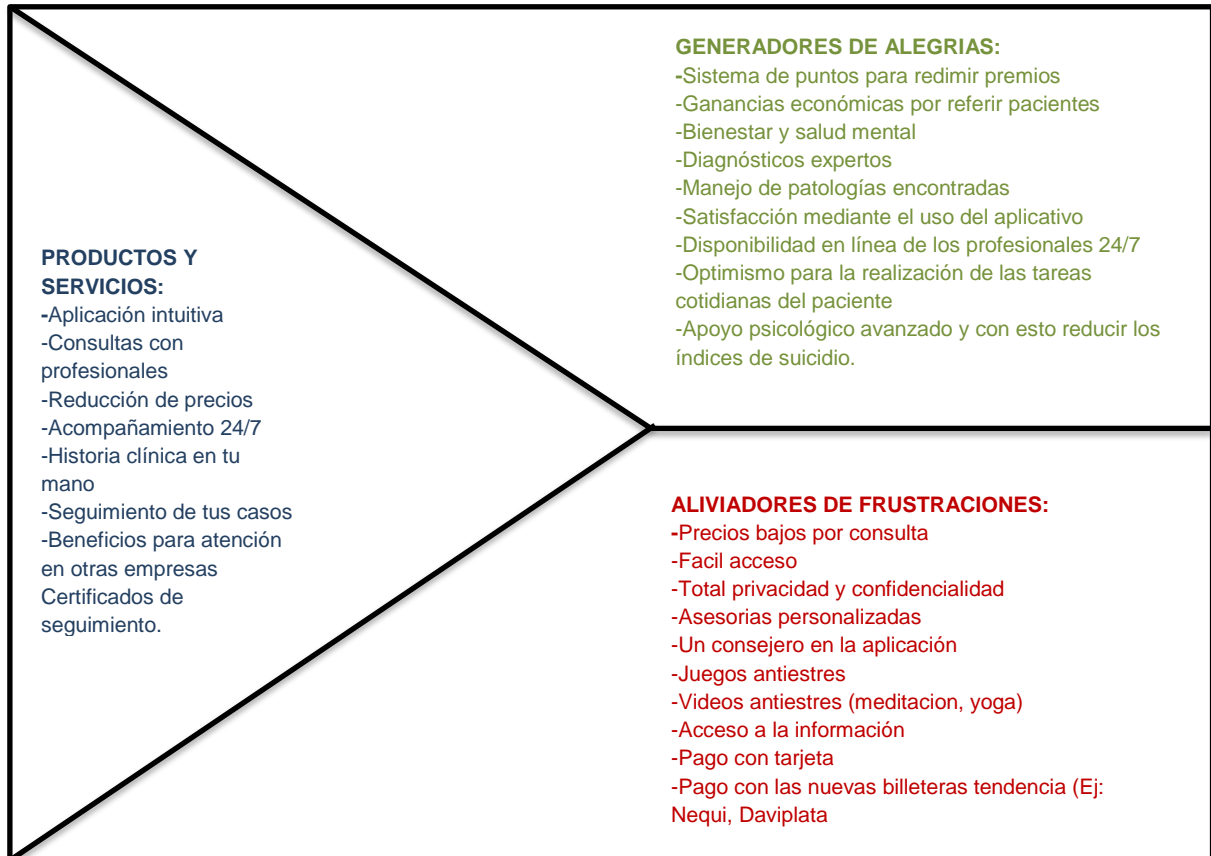 GENERADORES DE ALEGRIAS:
-Sistema de puntos para redimir premios
-Ganancias económicas por referir pacientes
-Bienestar y salud mental
-Diagnósticos expertos
-Manejo de patologías encontradas
-Satisfacción mediante el uso del aplicativo
-Disponibilidad en línea de los profesionales 24/7
-Optimismo para la realización de las tareas
cotidianas del paciente
-Apoyo psicológico avanzado y con esto reducir los
índices de suicidio.
PRODUCTOS Y
SERVICIOS:
-Aplicación intuitiva
-Consultas con
profesionales
-Reducción de precios
-Acompañamiento 24/7
-Historia clínica en tu
mano
-Seguimiento de tus casos
-Beneficios para atención
en otras empresas
Certificados de
seguimiento.
ALIVIADORES DE FRUSTRACIONES:
-Precios bajos por consulta
-Facil acceso
-Total privacidad y confidencialidad
-Asesorias personalizadas
-Un consejero en la aplicación
-Juegos antiestres
-Videos antiestres (meditacion, yoga)
-Acceso a la información
-Pago con tarjeta
-Pago con las nuevas billeteras tendencia (Ej:
Nequi, Daviplata